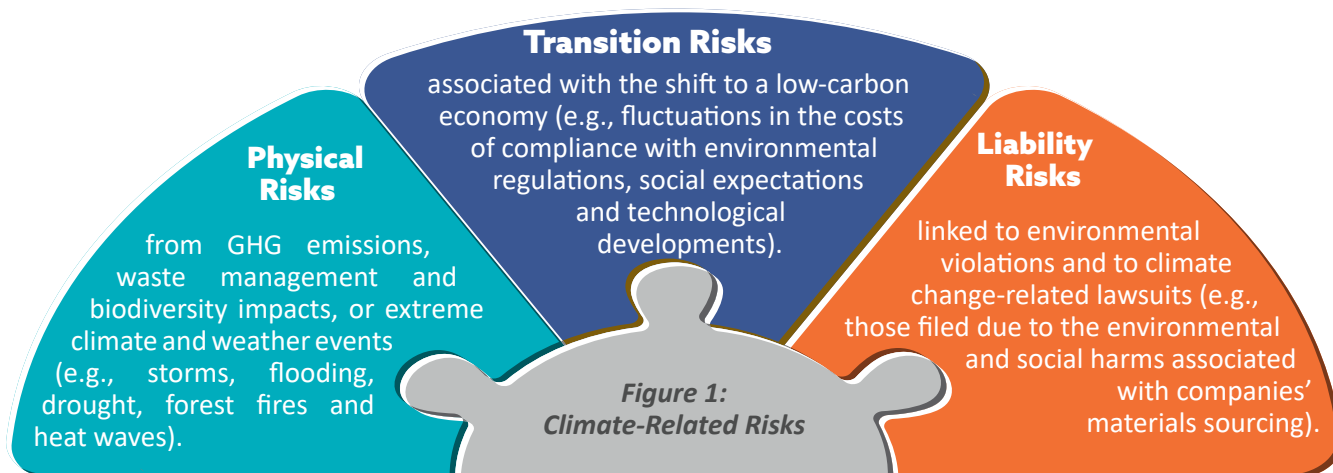 Physical
Risks
from GHG emissions,
waste management and
biodiversity impacts, or extreme
climate and weather events
(e.g., storms, flooding,
drought, forest fires and
heat waves).
Transition Risks
associated with the shift to a low-carbon
economy (e.g., fluctuations in the costs
of compliance with environmental
regulations, social expectations
and technological
developments).
Liability
Risks
linked to environmental
violations and to climate
change-related lawsuits (e.g.,
those filed due to the environmental
and social harms associated
with companies’
materials sourcing).
Figure 1:
Climate-Related Risks